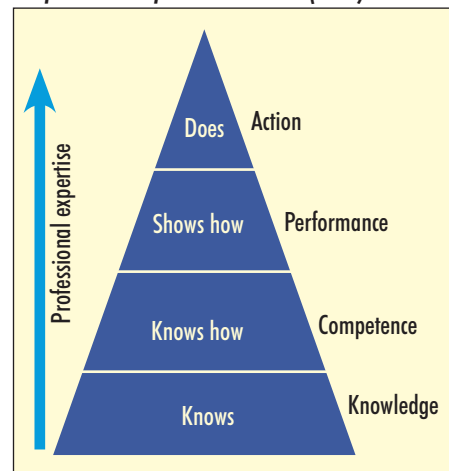 Does
Action
Shows how
Performance
Knows how
Competence
Knows
Knowledge
Professional expertise